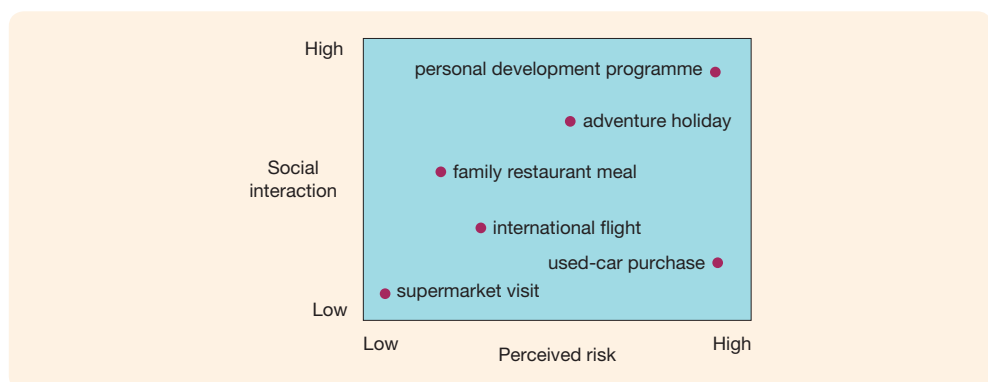 High
personal development programme
adventure holiday
Social
interaction
family restaurant meal
international flight
used-car purchase
supermarket visit
Low
Low
High
Perceived risk